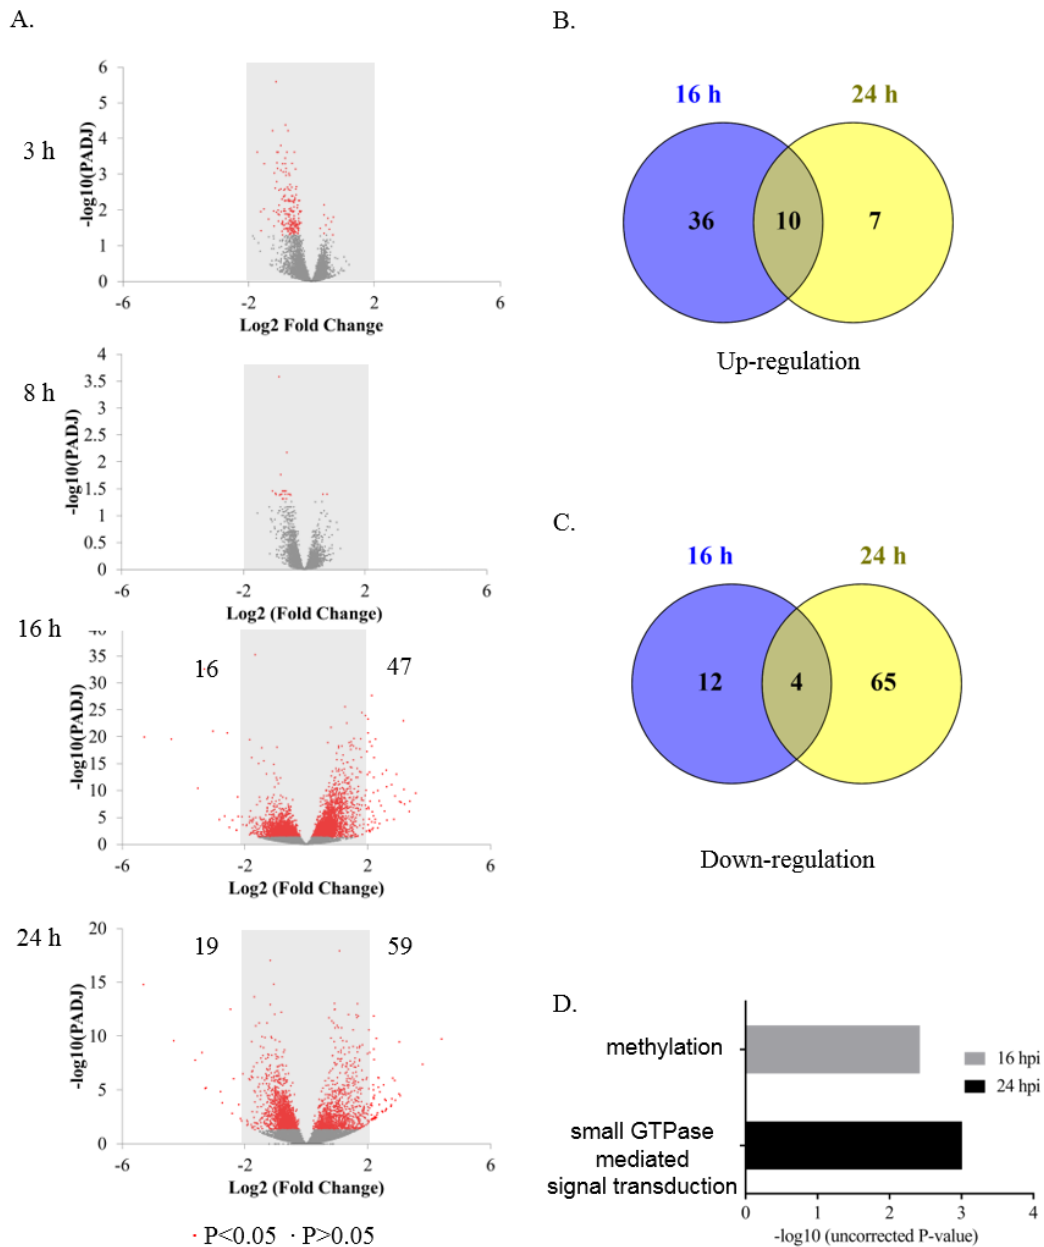 A.
3 h
6
5
4
3
2
1
0
-log10(PADJ)
-6
-2
2
6
Log2 Fold Change
8 h
4
3.5
3
2.5
2
1.5
1
0.5
0
-log10(PADJ)
-6
-2
2
6
Log2 (Fold Change)
16 h
40
35
30
25
20
15
10
5
0
-log10(PADJ)
16
47
-6
-2
2
6
Log2 (Fold Change)
24 h
20
15
10
5
0
-log10(PADJ)
19
59
-6
-2
2
6
Log2 (Fold Change)
P<0.05
P>0.05
B.
16 h
24 h
36
10
7
Up-regulation
C.
16 h
24 h
12
4
65
Down-regulation
D.
methylation
small GTPase
mediated
signal transduction
16 hpi
24 hpi
0
1
2
3
4
-log10 (uncorrected P-value)